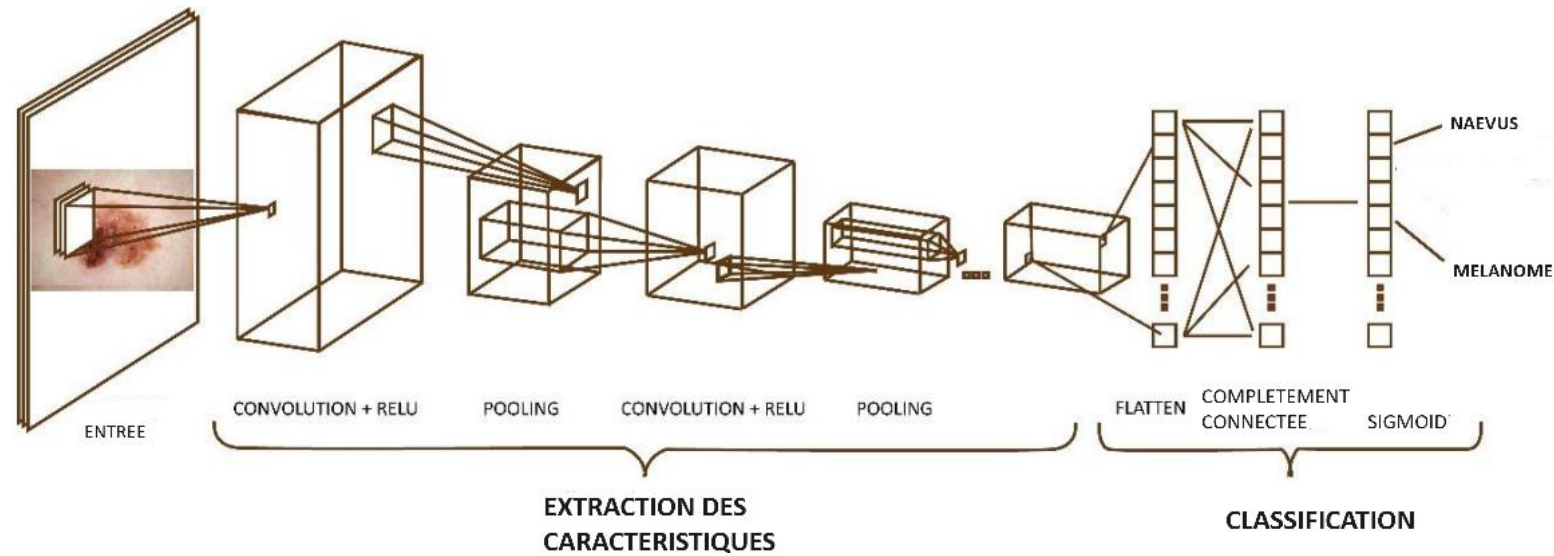 NAEVUS
MELANOME
ENTREE
CONVOLUTION + RELU
POOLING
CONVOLUTION + RELU
POOLING
FLATTEN
COMPLETEMENT
CONNECTEE
SIGMOID
EXTRACTION DES
CARACTERISTIQUES
CLASSIFICATION